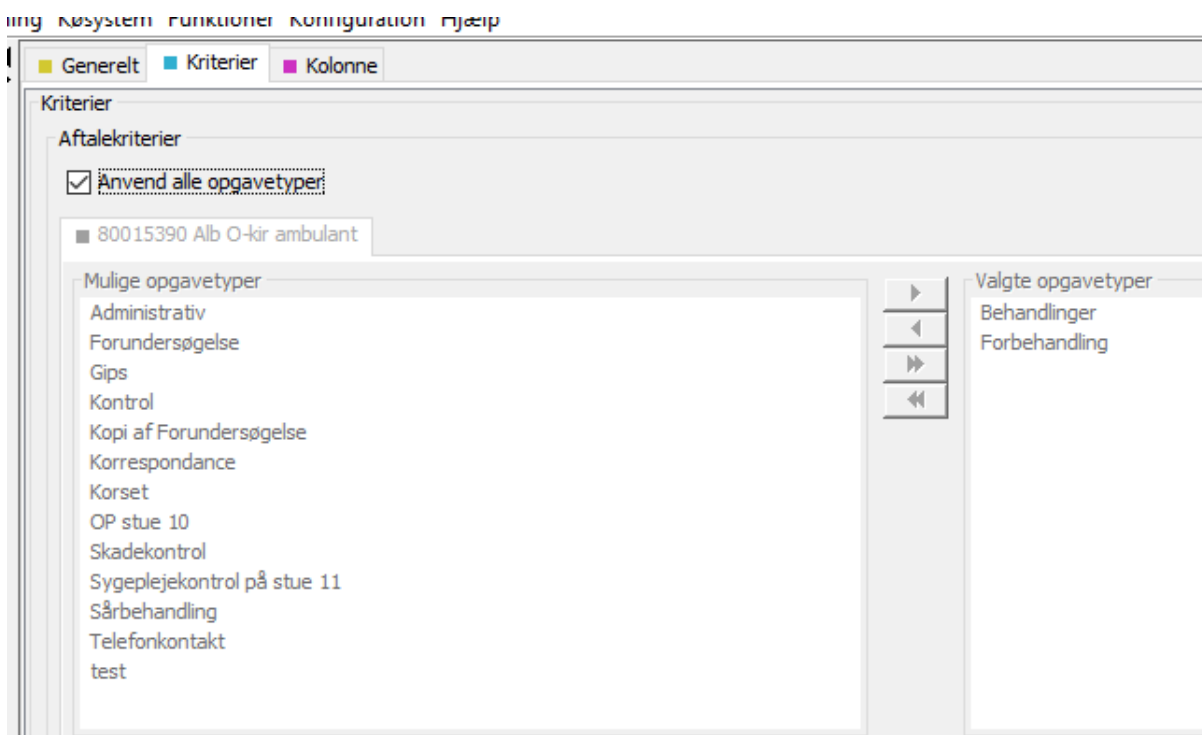 Køsystem Funktioner Konfiguration Hjælp
Generelt Kriterier Kolonne
Kriterier
Aftalekriterier
Anvend alle opgavetyper
80015390 Alb O-kir ambulant
Mulige opgavetyper
Administrativ
Forundersøgelse
Gips
Kontrol
Kopi af Forundersøgelse
Korrespondance
Korset
OP stue 10
Skadekontrol
Sygeplejekontrol på stue 11
Sårbehandling
Telefonkontakt
test
Valgte opgavetyper
Behandlinger
Forbehandling